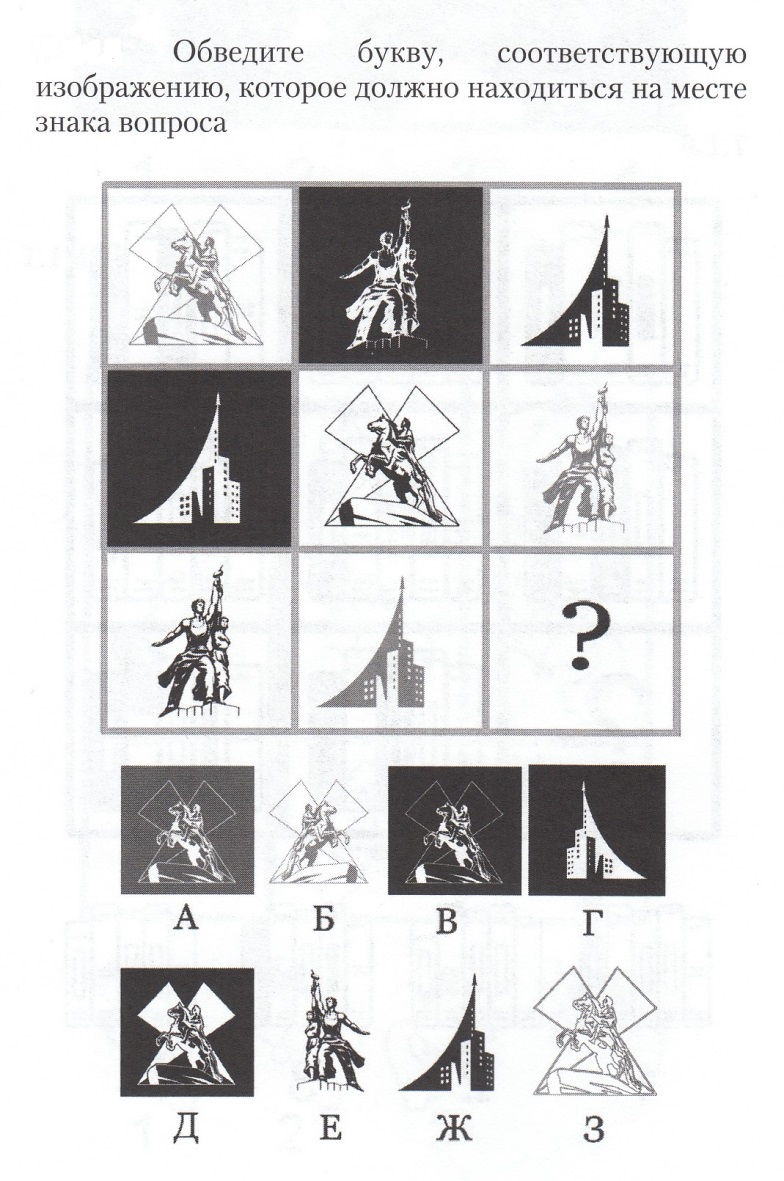 Обведите букву, соответствующую
изображению, которое должно находиться на месте
знака вопроса
?
А Б В Г
Д Е Ж З